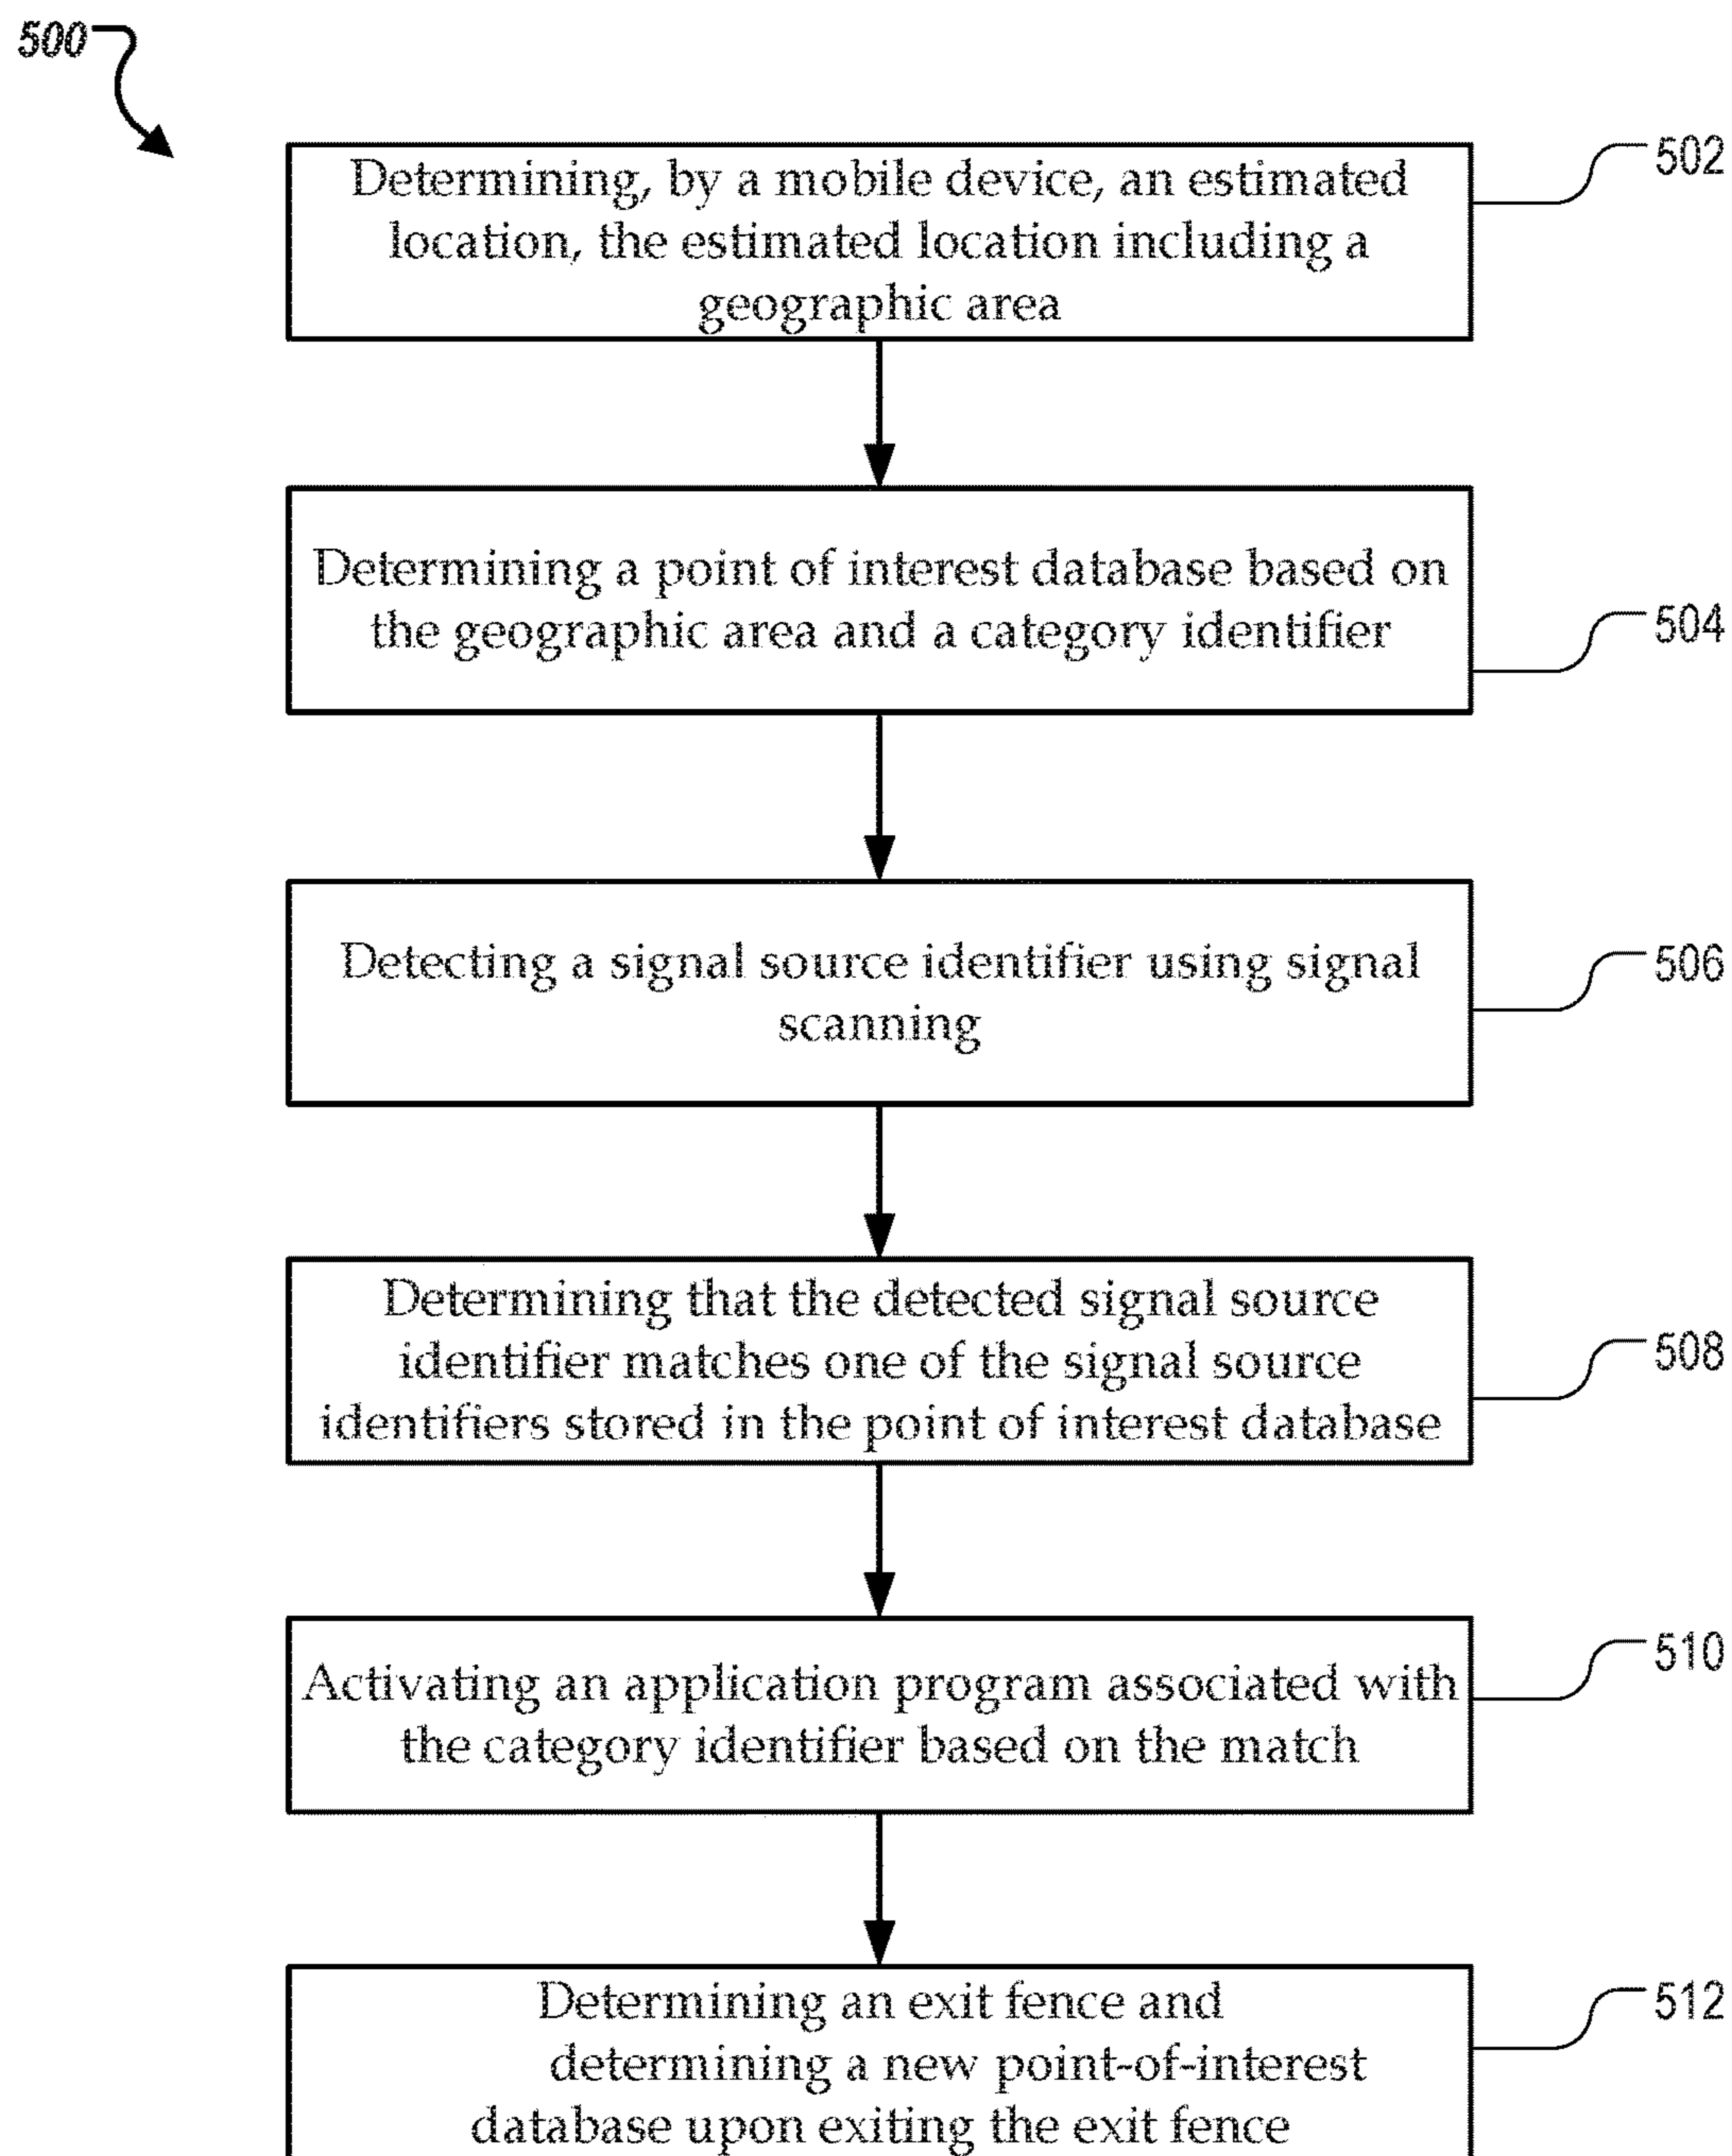 500
Determining, by a mobile device, an estimated
location, the estimated location including a
geographic area
502
Determining a point of interest database based on
the geographic area and a category identifier
504
Detecting a signal source identifier using signal
scanning
506
Determining that the detected signal source
identifier matches one of the signal source
identifiers stored in the point of interest database
508
Activating an application program associated with
the category identifier based on the match
510
Determining an exit fence and
determining a new point-of-interest
database upon exiting the exit fence
512